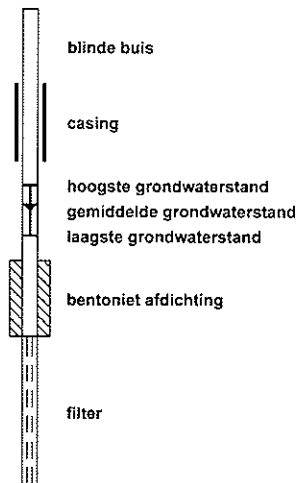 blinde buis
casing
hoogste grondwaterstand
gemiddelde grondwaterstand
laagste grondwaterstand
bentoniet afdichting
filter